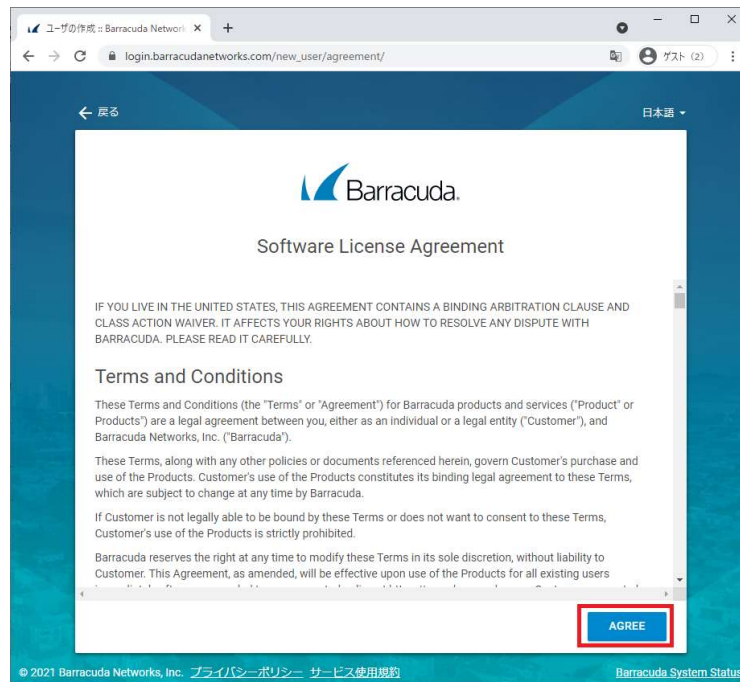 ユーザの作成 :: Barracuda Network
login.barracudanetworks.com/new_user/agreement/
ゲスト (2)
戻る
日本語
Barracuda.
Software License Agreement
IF YOU LIVE IN THE UNITED STATES, THIS AGREEMENT CONTAINS A BINDING ARBITRATION CLAUSE AND
CLASS ACTION WAIVER. IT AFFECTS YOUR RIGHTS ABOUT HOW TO RESOLVE ANY DISPUTE WITH
BARRACUDA. PLEASE READ IT CAREFULLY.
Terms and Conditions
These Terms and Conditions (the "Terms" or "Agreement") for Barracuda products and services ("Product" or
Products") are a legal agreement between you, either as an individual or a legal entity ("Customer"), and
Barracuda Networks, Inc. ("Barracuda").
These Terms, along with any other policies or documents referenced herein, govern Customer's purchase and
use of the Products. Customer's use of the Products constitutes its binding legal agreement to these Terms,
which are subject to change at any time by Barracuda.
If Customer is not legally able to be bound by these Terms or does not want to consent to these Terms,
Customer's use of the Products is strictly prohibited.
Barracuda reserves the right at any time to modify these Terms in its sole discretion, without liability to
Customer. This Agreement, as amended, will be effective upon use of the Products for all existing users
AGREE
© 2021 Barracuda Networks, Inc. プライバシーポリシー サービス使用規約
Barracuda System Status